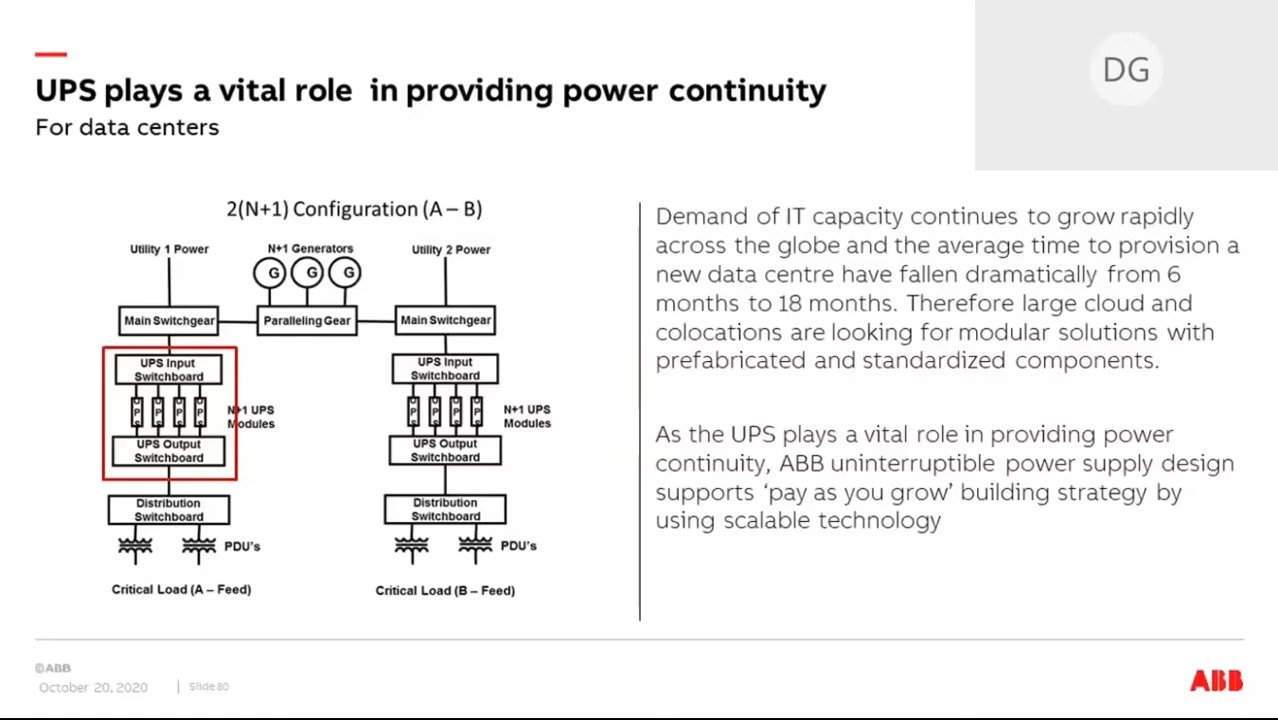 DG
UPS plays a vital role in providing power continuity
For data centers
2(N+1) Configuration (A – B)
Utility 1 Power
N+1 Generators
Utility 2 Power
G G G
Main Switchgear
Paralleling Gear
Main Switchgear
UPS Input
Switchboard
UPS Input
Switchboard
N+1 UPS
Modules
N+1 UPS
Modules
UPS Output
Switchboard
UPS Output
Switchboard
Distribution
Switchboard
Distribution
Switchboard
PDU's
PDU's
Critical Load (A – Feed)
Critical Load (B – Feed)
Demand of IT capacity continues to grow rapidly
across the globe and the average time to provision a
new data centre have fallen dramatically from 6
months to 18 months. Therefore large cloud and
colocations are looking for modular solutions with
prefabricated and standardized components.
As the UPS plays a vital role in providing power
continuity, ABB uninterruptible power supply design
supports ‘pay as you grow’ building strategy by
using scalable technology
©ABB
October 20, 2020
Slide 80
ABB